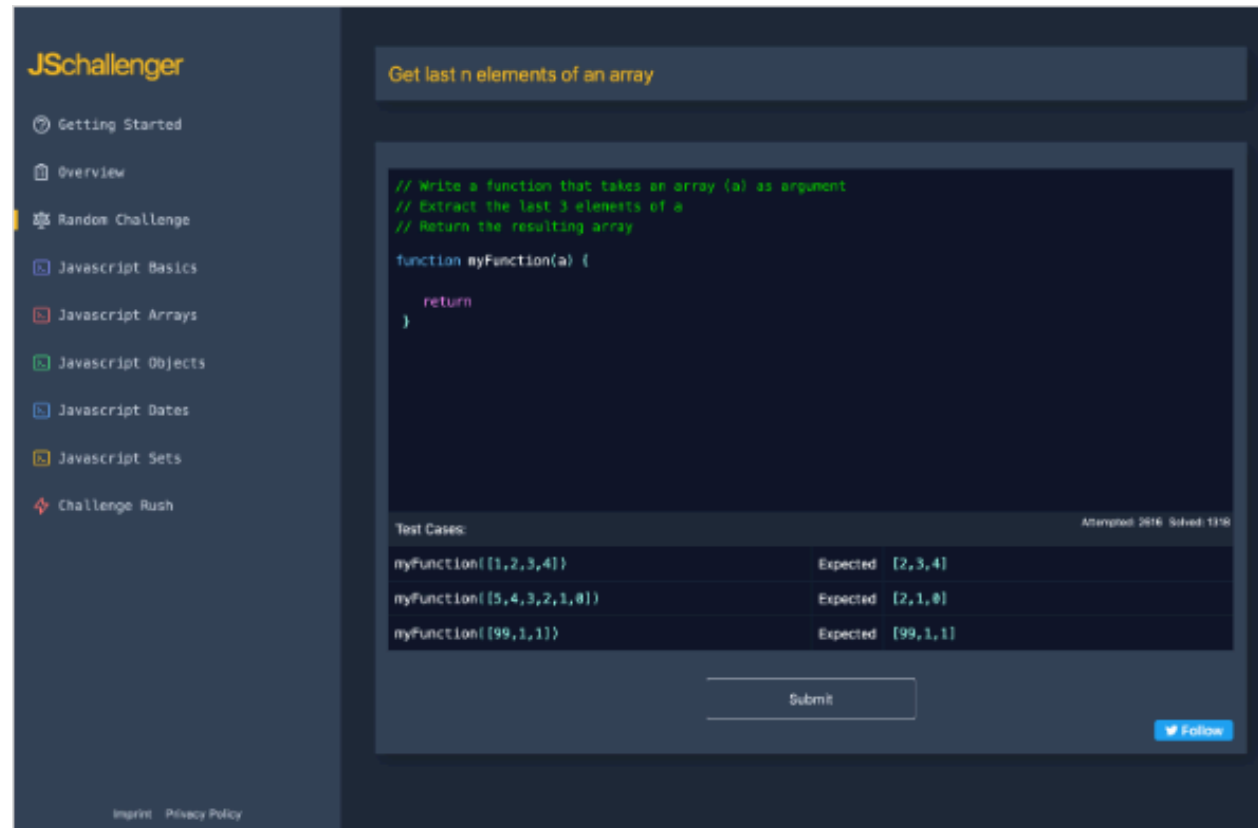 JSchallenger
Getting Started
Overview
Random Challenge
Javascript Basics
Javascript Arrays
Javascript Objects
Javascript Dates
Javascript Sets
Challenge Rush
Imprint Privacy Policy
Get last n elements of an array
// Write a function that takes an array (a) as argument
// Extract the last 3 elements of a
// Return the resulting array
function myFunction(a) {
return
}
Test Cases:
Attempted: 2616 Solved: 1318
myFunction([1,2,3,4]) Expected [2,3,4]
myFunction([5,4,3,2,1,0]) Expected [2,1,0]
myFunction([99,1,1]) Expected [99,1,1]
Submit
Follow